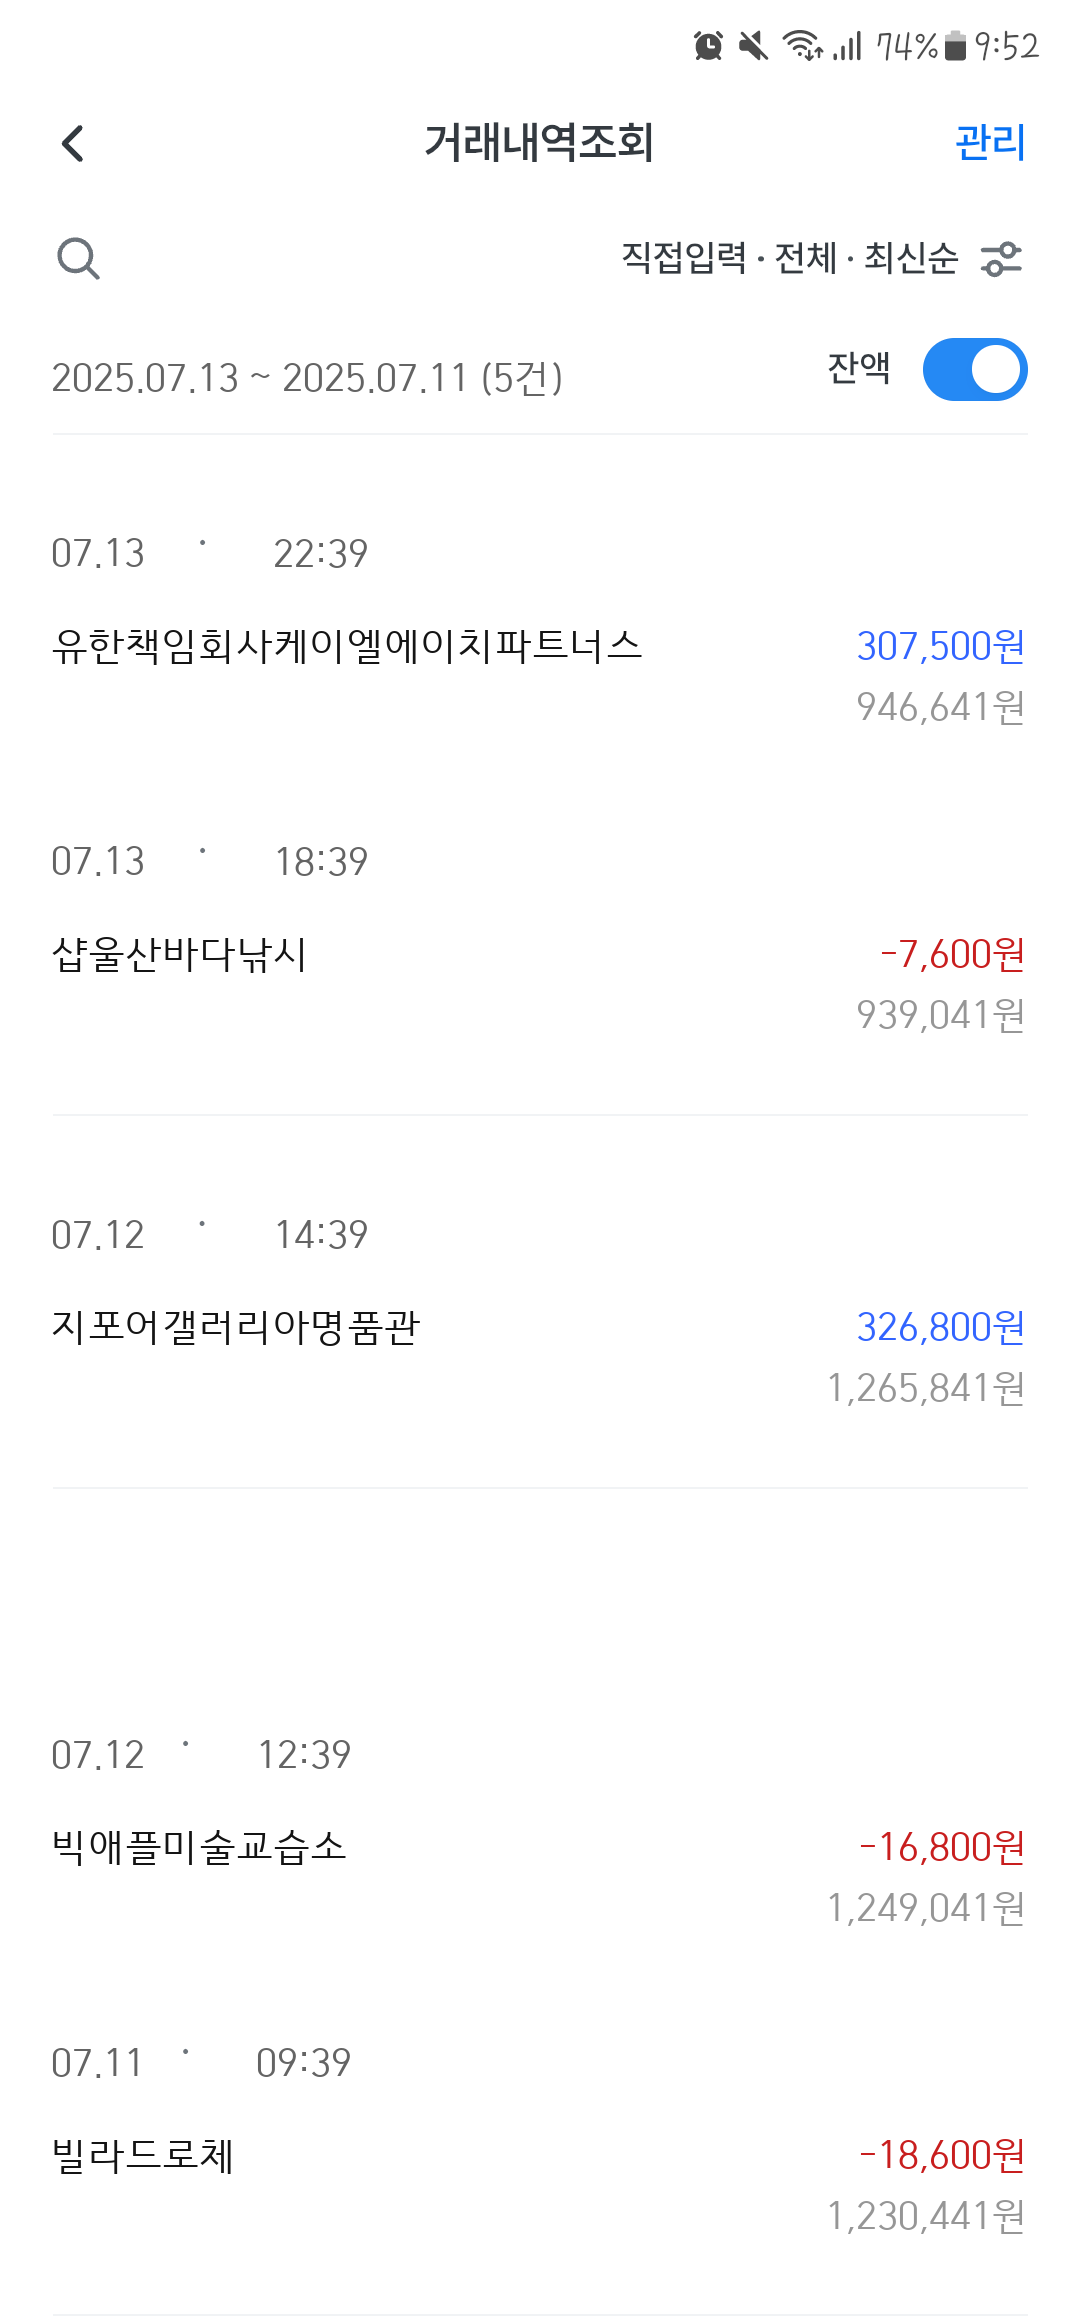 74% 9:52
거래내역조회 관리
직접입력 · 전체 · 최신순
2025.07.13 ~ 2025.07.11 (5건) 잔액
07.13 · 22:39
유한책임회사케이엘에이치파트너스 307,500원
946,641원
07.13 · 18:39
샵울산바다낚시 -7,600원
939,041원
07.12 · 14:39
지포어갤러리아명품관 326,800원
1,265,841원
07.12 · 12:39
빅애플미술교습소 -16,800원
1,249,041원
07.11 · 09:39
빌라드로체 -18,600원
1,230,441원